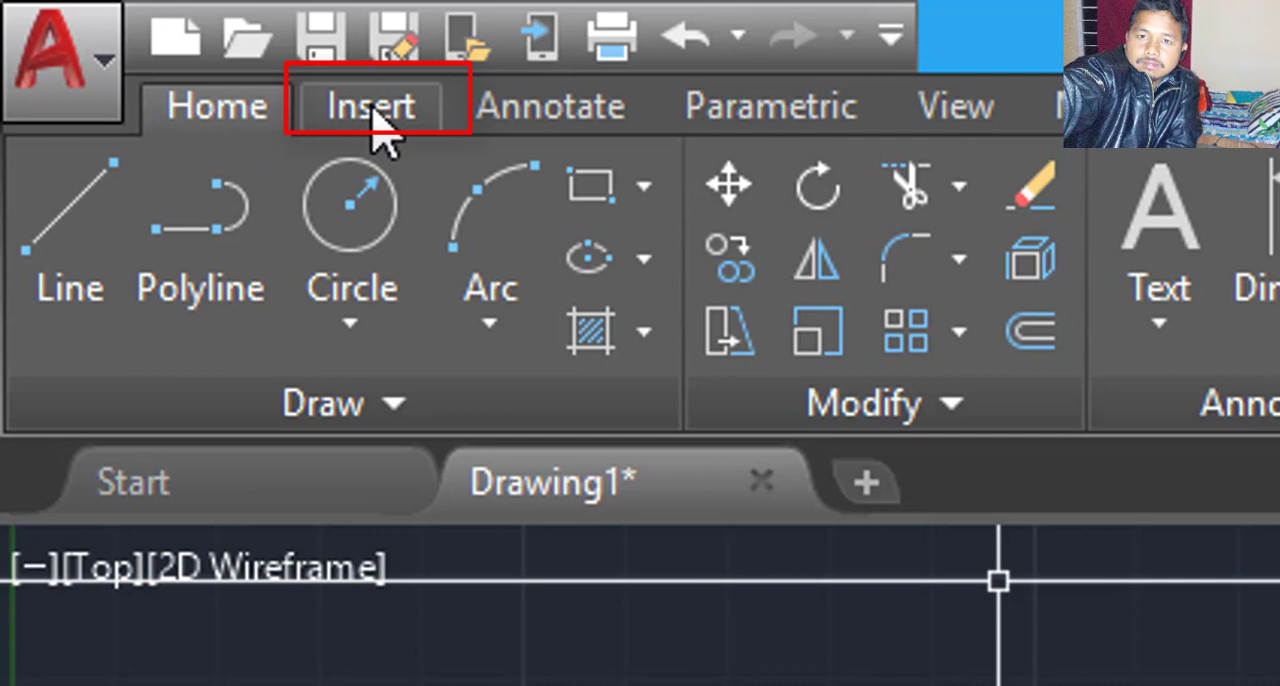 Home Insert Annotate Parametric View
Line Polyline Circle Arc Text
Draw Modify
Start Drawing1*
[−][Top][2D Wireframe]